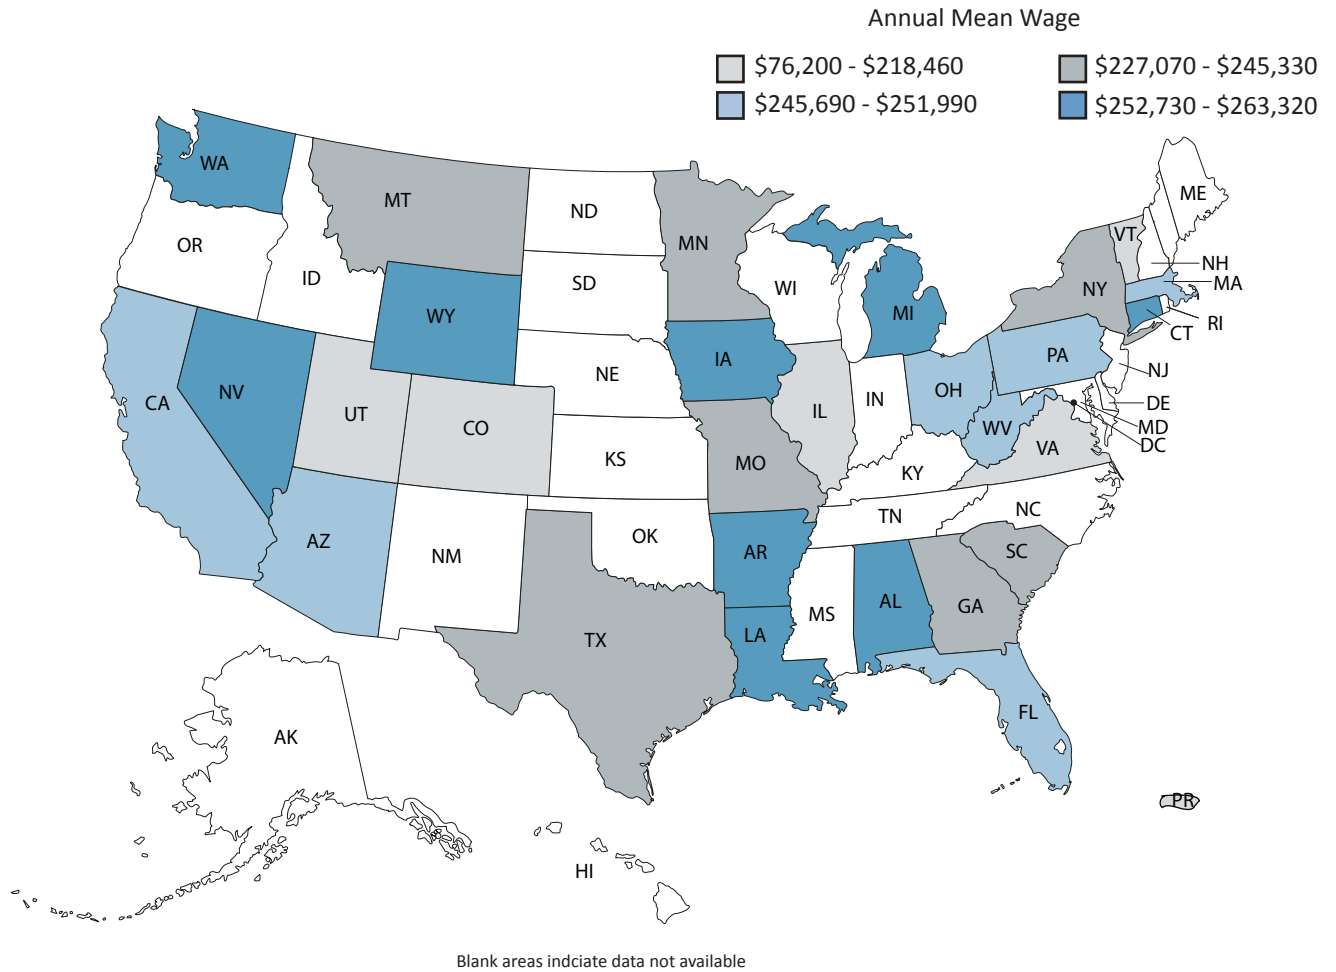 Annual Mean Wage
$76,200 - $218,460
$227,070 - $245,330
$245,690 - $251,990
$252,730 - $263,320
WA
MT
ND
MN
ME
OR
ID
SD
WI
VT
NH
MA
NY
WY
MI
RI
CT
IA
PA
NJ
NE
NV
CA
UT
CO
IL
IN
OH
DE
MD
DC
WV
VA
KS
MO
KY
NC
TN
OK
AZ
NM
AR
SC
MS
AL
GA
TX
LA
FL
AK
PR
HI
Blank areas indciate data not available